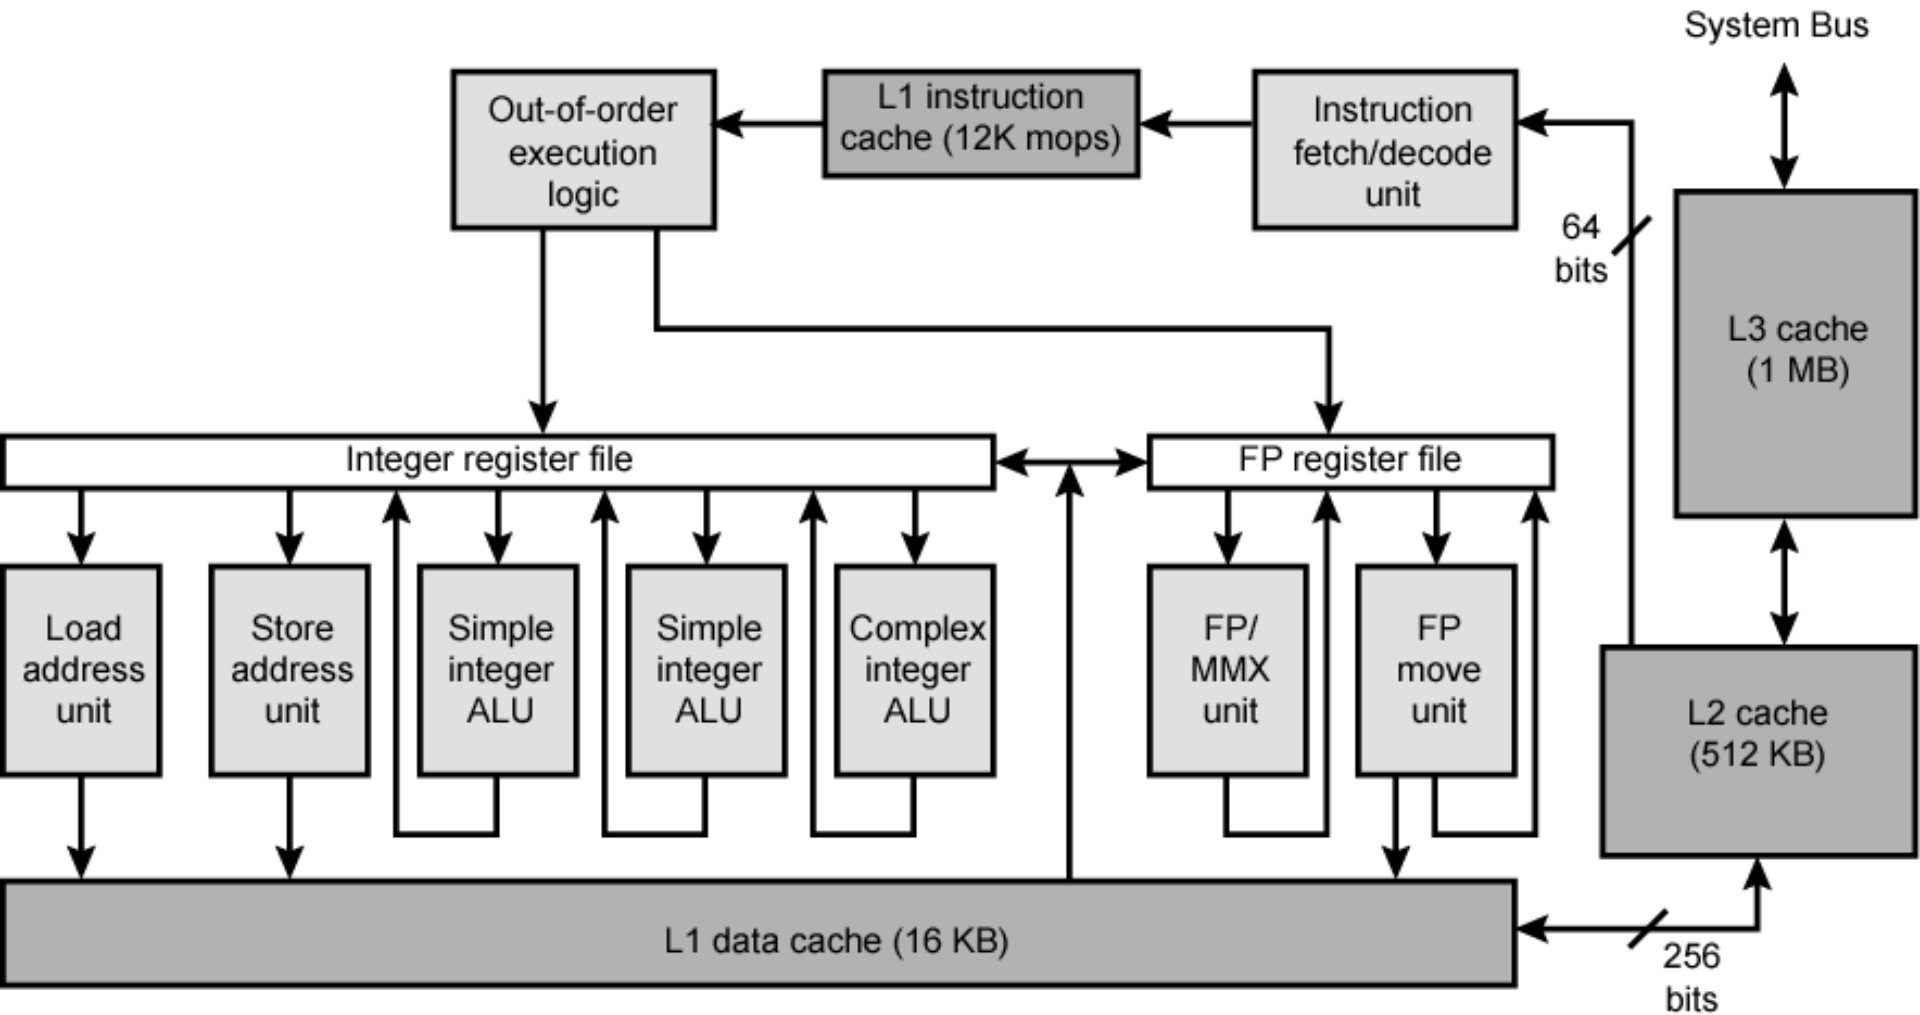 System Bus
Out-of-order
execution
logic
L1 instruction
cache (12K mops)
Instruction
fetch/decode
unit
64
bits
L3 cache
(1 MB)
Integer register file
FP register file
Load
address
unit
Store
address
unit
Simple
integer
ALU
Simple
integer
ALU
Complex
integer
ALU
FP/
MMX
unit
FP
move
unit
L2 cache
(512 KB)
L1 data cache (16 KB)
256
bits